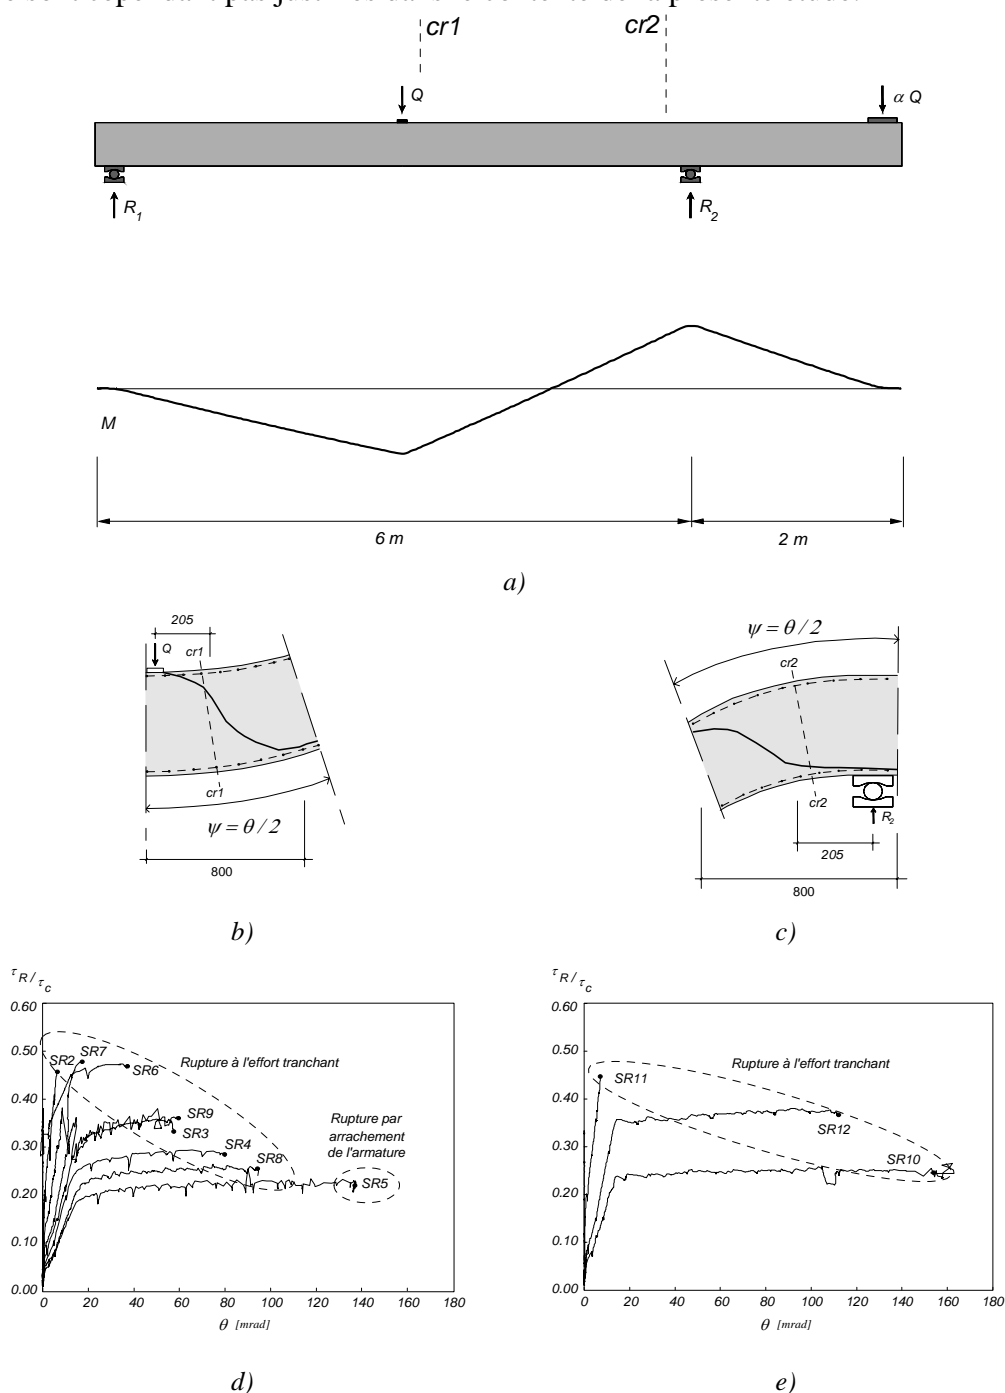 cr1
cr2
Q
α Q
R1
R2
M
6 m
2 m
a)
205
Q
cr1
cr1
ψ = θ / 2
800
b)
ψ = θ / 2
cr2
cr2
R2
205
800
c)
τR / τc
0.60
0.50
0.40
0.30
0.20
0.10
0.00
0 20 40 60 80 100 120 140 160 180
θ [mrad]
SR2
SR7
SR6
SR9
SR3
SR4
SR8
SR5
Rupture à l'effort tranchant
Rupture par
arrachement
de l'armature
d)
τR / τc
0.60
0.50
0.40
0.30
0.20
0.10
0.00
0 20 40 60 80 100 120 140 160 180
θ [mrad]
Rupture à l'effort tranchant
SR11
SR12
SR10
e)